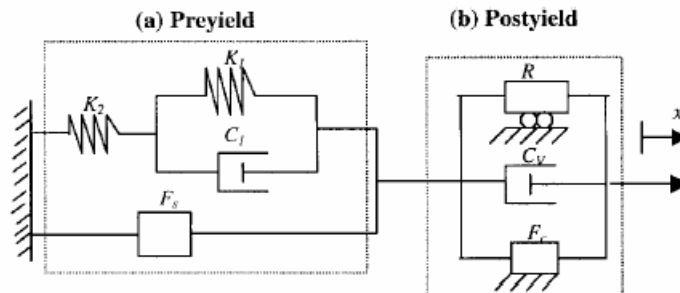 (a) Preyield
(b) Postyield
K1
K2
C1
Fs
R
x
CV
Fc